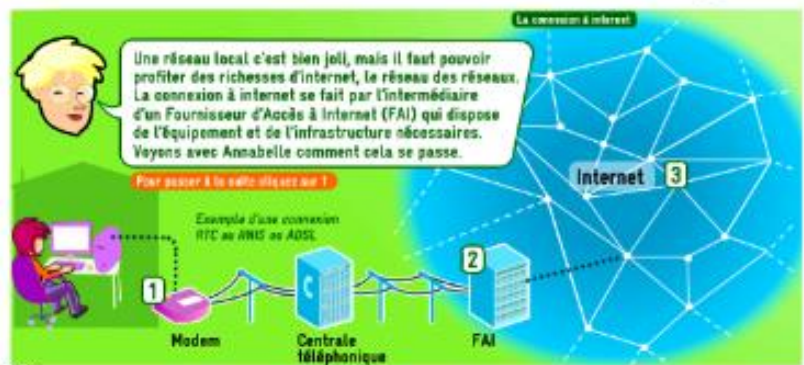 La connexion à internet
Une réseau local c'est bien joli, mais il faut pouvoir
profiter des richesses d'internet, le réseau des réseaux.
La connexion à internet se fait par l'intermédiaire
d'un Fournisseur d'Accès à Internet (FAI) qui dispose
de l'équipement et de l'infrastructure nécessaires.
Voyons avec Annabelle comment cela se passe.
Pour passer à la suite cliquez sur 1
Internet 3
Exemple d'une connexion
RTC ou RNIS ou ADSL
2
1
C
Modem
Centrale
téléphonique
FAI